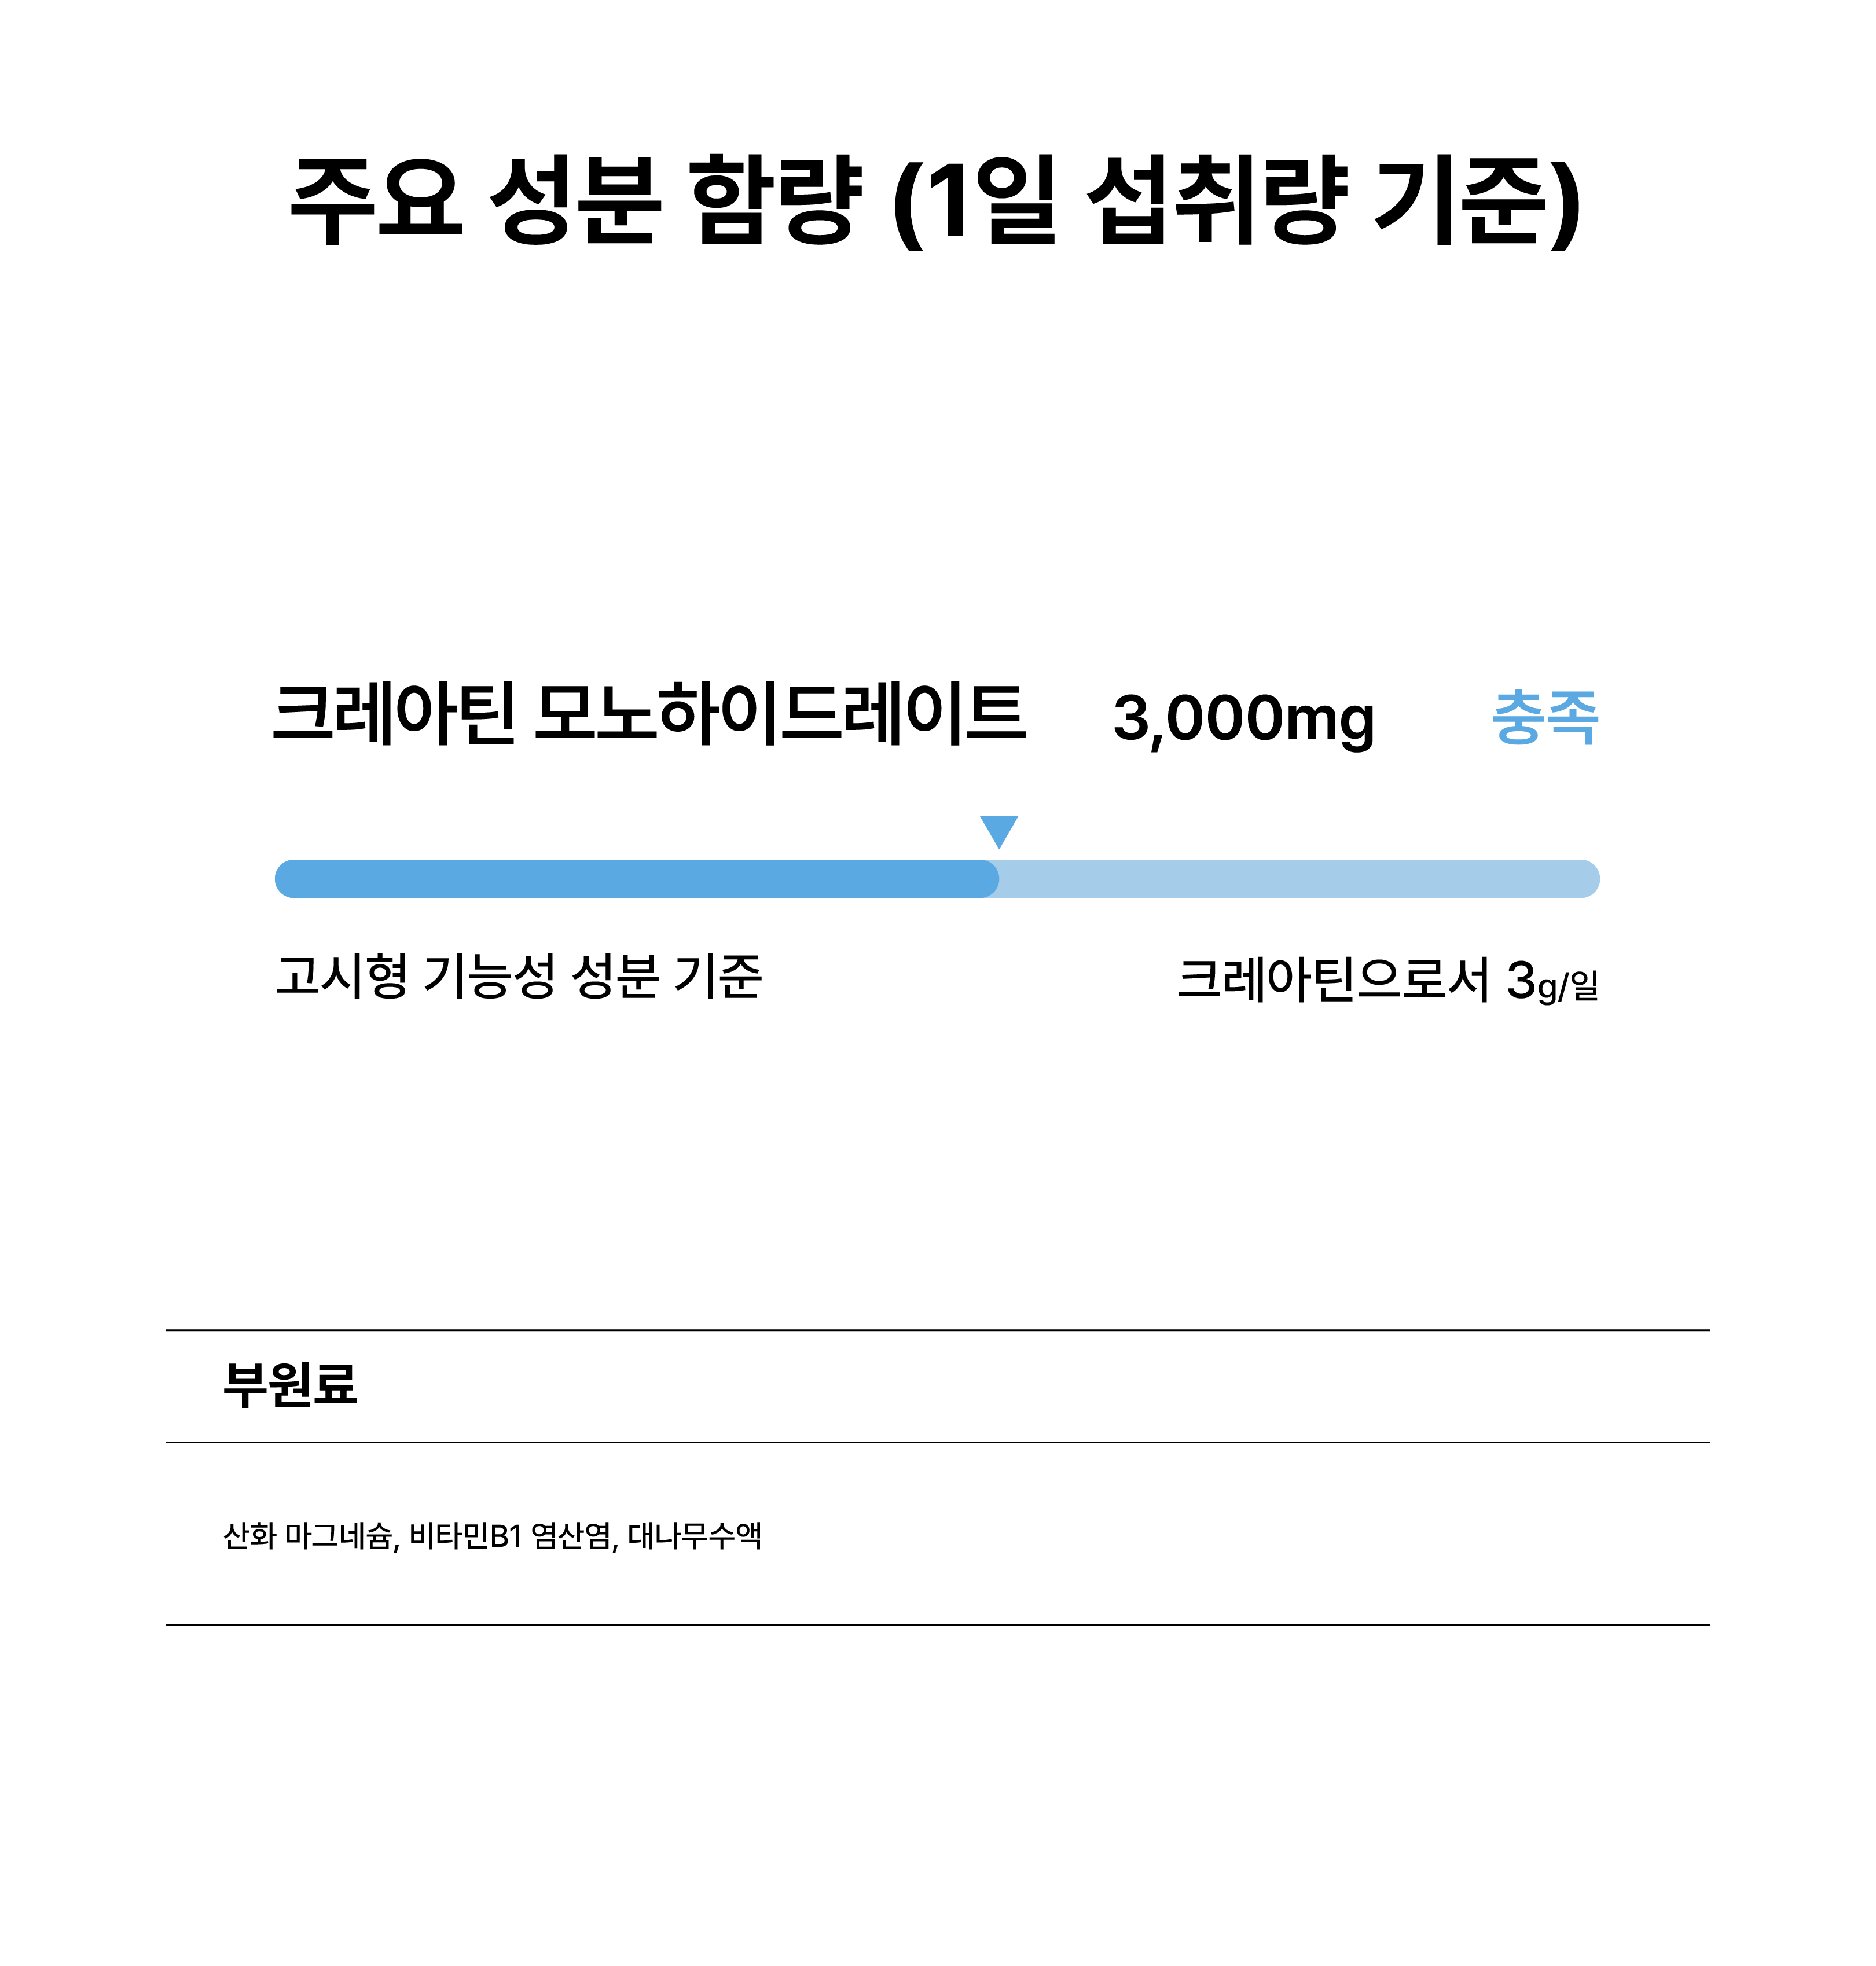 주요 성분 함량 (1일 섭취량 기준)
크레아틴 모노하이드레이트 3,000mg 충족
고시형 기능성 성분 기준 크레아틴으로서 3g/일
부원료
산화 마그네슘, 비타민B1 염산염, 대나무수액